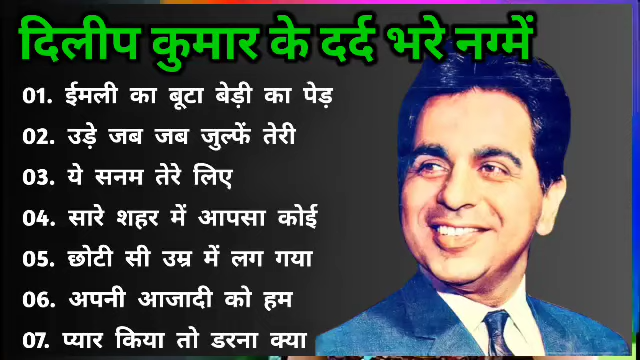 दिलीप कुमार के दर्द भरे नग्में
01. ईमली का बूटा बेड़ी का पेड़
02. उड़े जब जब जुल्फें तेरी
03. ये सनम तेरे लिए
04. सारे शहर में आपसा कोई
05. छोटी सी उम्र में लग गया
06. अपनी आजादी को हम
07. प्यार किया तो डरना क्या